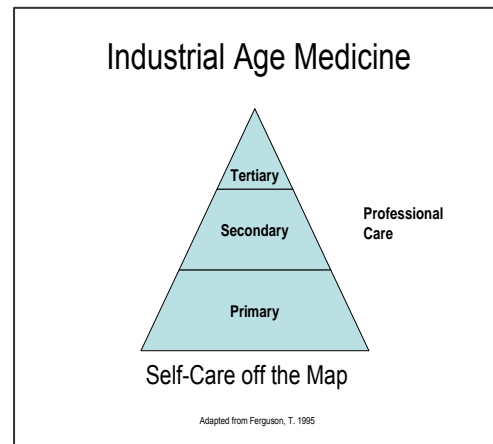 Industrial Age Medicine
Tertiary
Secondary
Professional
Care
Primary
Self-Care off the Map
Adapted from Ferguson, T. 1995